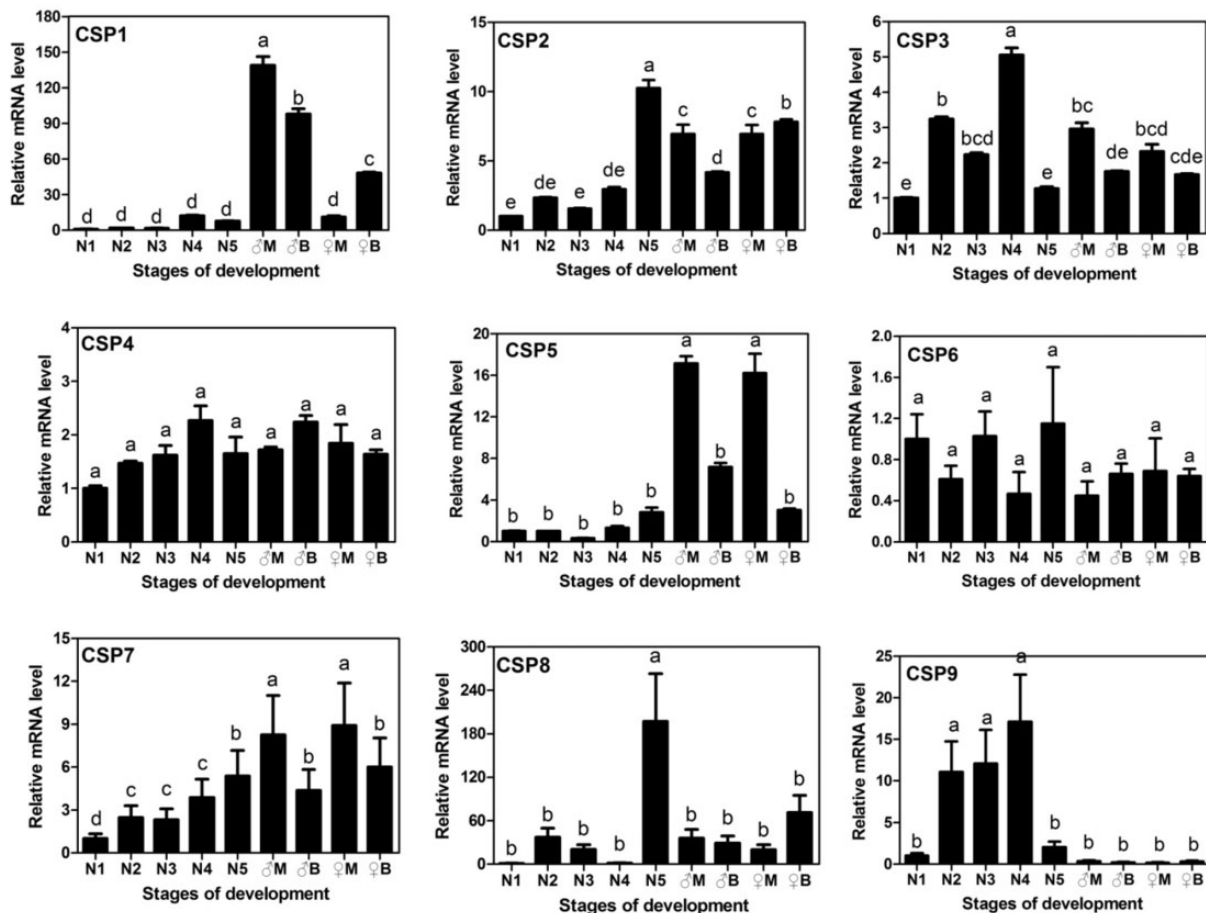 CSP1
Relative mRNA level
180
150
120
90
60
30
0
d d d d d a b d c
N1 N2 N3 N4 N5 ♂M ♂B ♀M ♀B
Stages of development
CSP2
Relative mRNA level
15
10
5
0
e de e de a c d c b
N1 N2 N3 N4 N5 ♂M ♂B ♀M ♀B
Stages of development
CSP3
Relative mRNA level
6
5
4
3
2
1
0
e b bcd a e bc de bcd cde
N1 N2 N3 N4 N5 ♂M ♂B ♀M ♀B
Stages of development
CSP4
Relative mRNA level
4
3
2
1
0
a a a a a a a a a
N1 N2 N3 N4 N5 ♂M ♂B ♀M ♀B
Stages of development
CSP5
Relative mRNA level
20
16
12
8
4
0
b b b b b a b a b
N1 N2 N3 N4 N5 ♂M ♂B ♀M ♀B
Stages of development
CSP6
Relative mRNA level
2.0
1.6
1.2
0.8
0.4
0.0
a a a a a a a a a
N1 N2 N3 N4 N5 ♂M ♂B ♀M ♀B
Stages of development
CSP7
Relative mRNA level
15
12
9
6
3
0
d c c c b a b a b
N1 N2 N3 N4 N5 ♂M ♂B ♀M ♀B
Stages of development
CSP8
Relative mRNA level
300
240
180
120
60
0
b b b b a b b b b
N1 N2 N3 N4 N5 ♂M ♂B ♀M ♀B
Stages of development
CSP9
Relative mRNA level
25
20
15
10
5
0
b a a a b b b b b
N1 N2 N3 N4 N5 ♂M ♂B ♀M ♀B
Stages of development